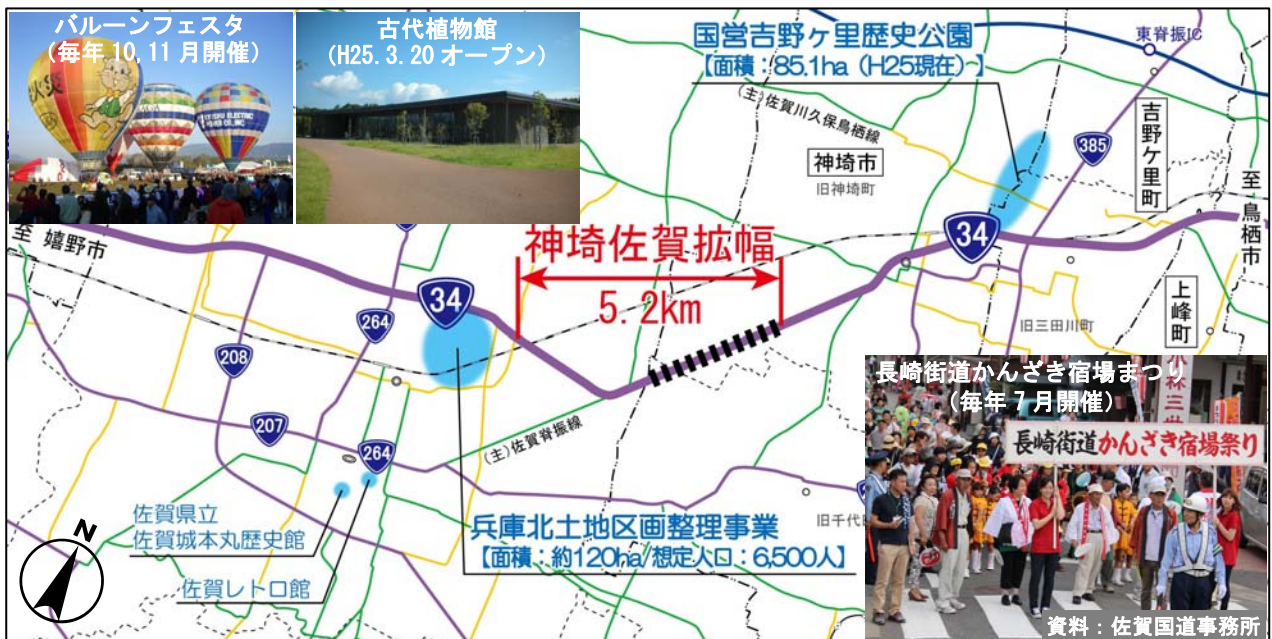 バルーンフェスタ
(毎年 10,11 月開催)
古代植物館
(H25.3.20 オープン)
国営吉野ヶ里歴史公園
【面積：85.1ha（H25現在）】
東脊振IC
(主)佐賀川久保鳥栖線
385
吉野ヶ里町
神埼市
旧神埼町
至 鳥栖市
34
至 嬉野市
神埼佐賀拡幅
5.2km
34
264
208
上峰町
旧三田川町
207
264
(主)佐賀脊振線
佐賀県立
佐賀城本丸歴史館
佐賀レトロ館
兵庫北土地区画整理事業
【面積：約120ha/想定人口：6,500人】
旧千代
長崎街道かんざき宿場まつり
(毎年 7 月開催)
長崎街道かんざき宿場祭り
N
資料：佐賀国道事務所